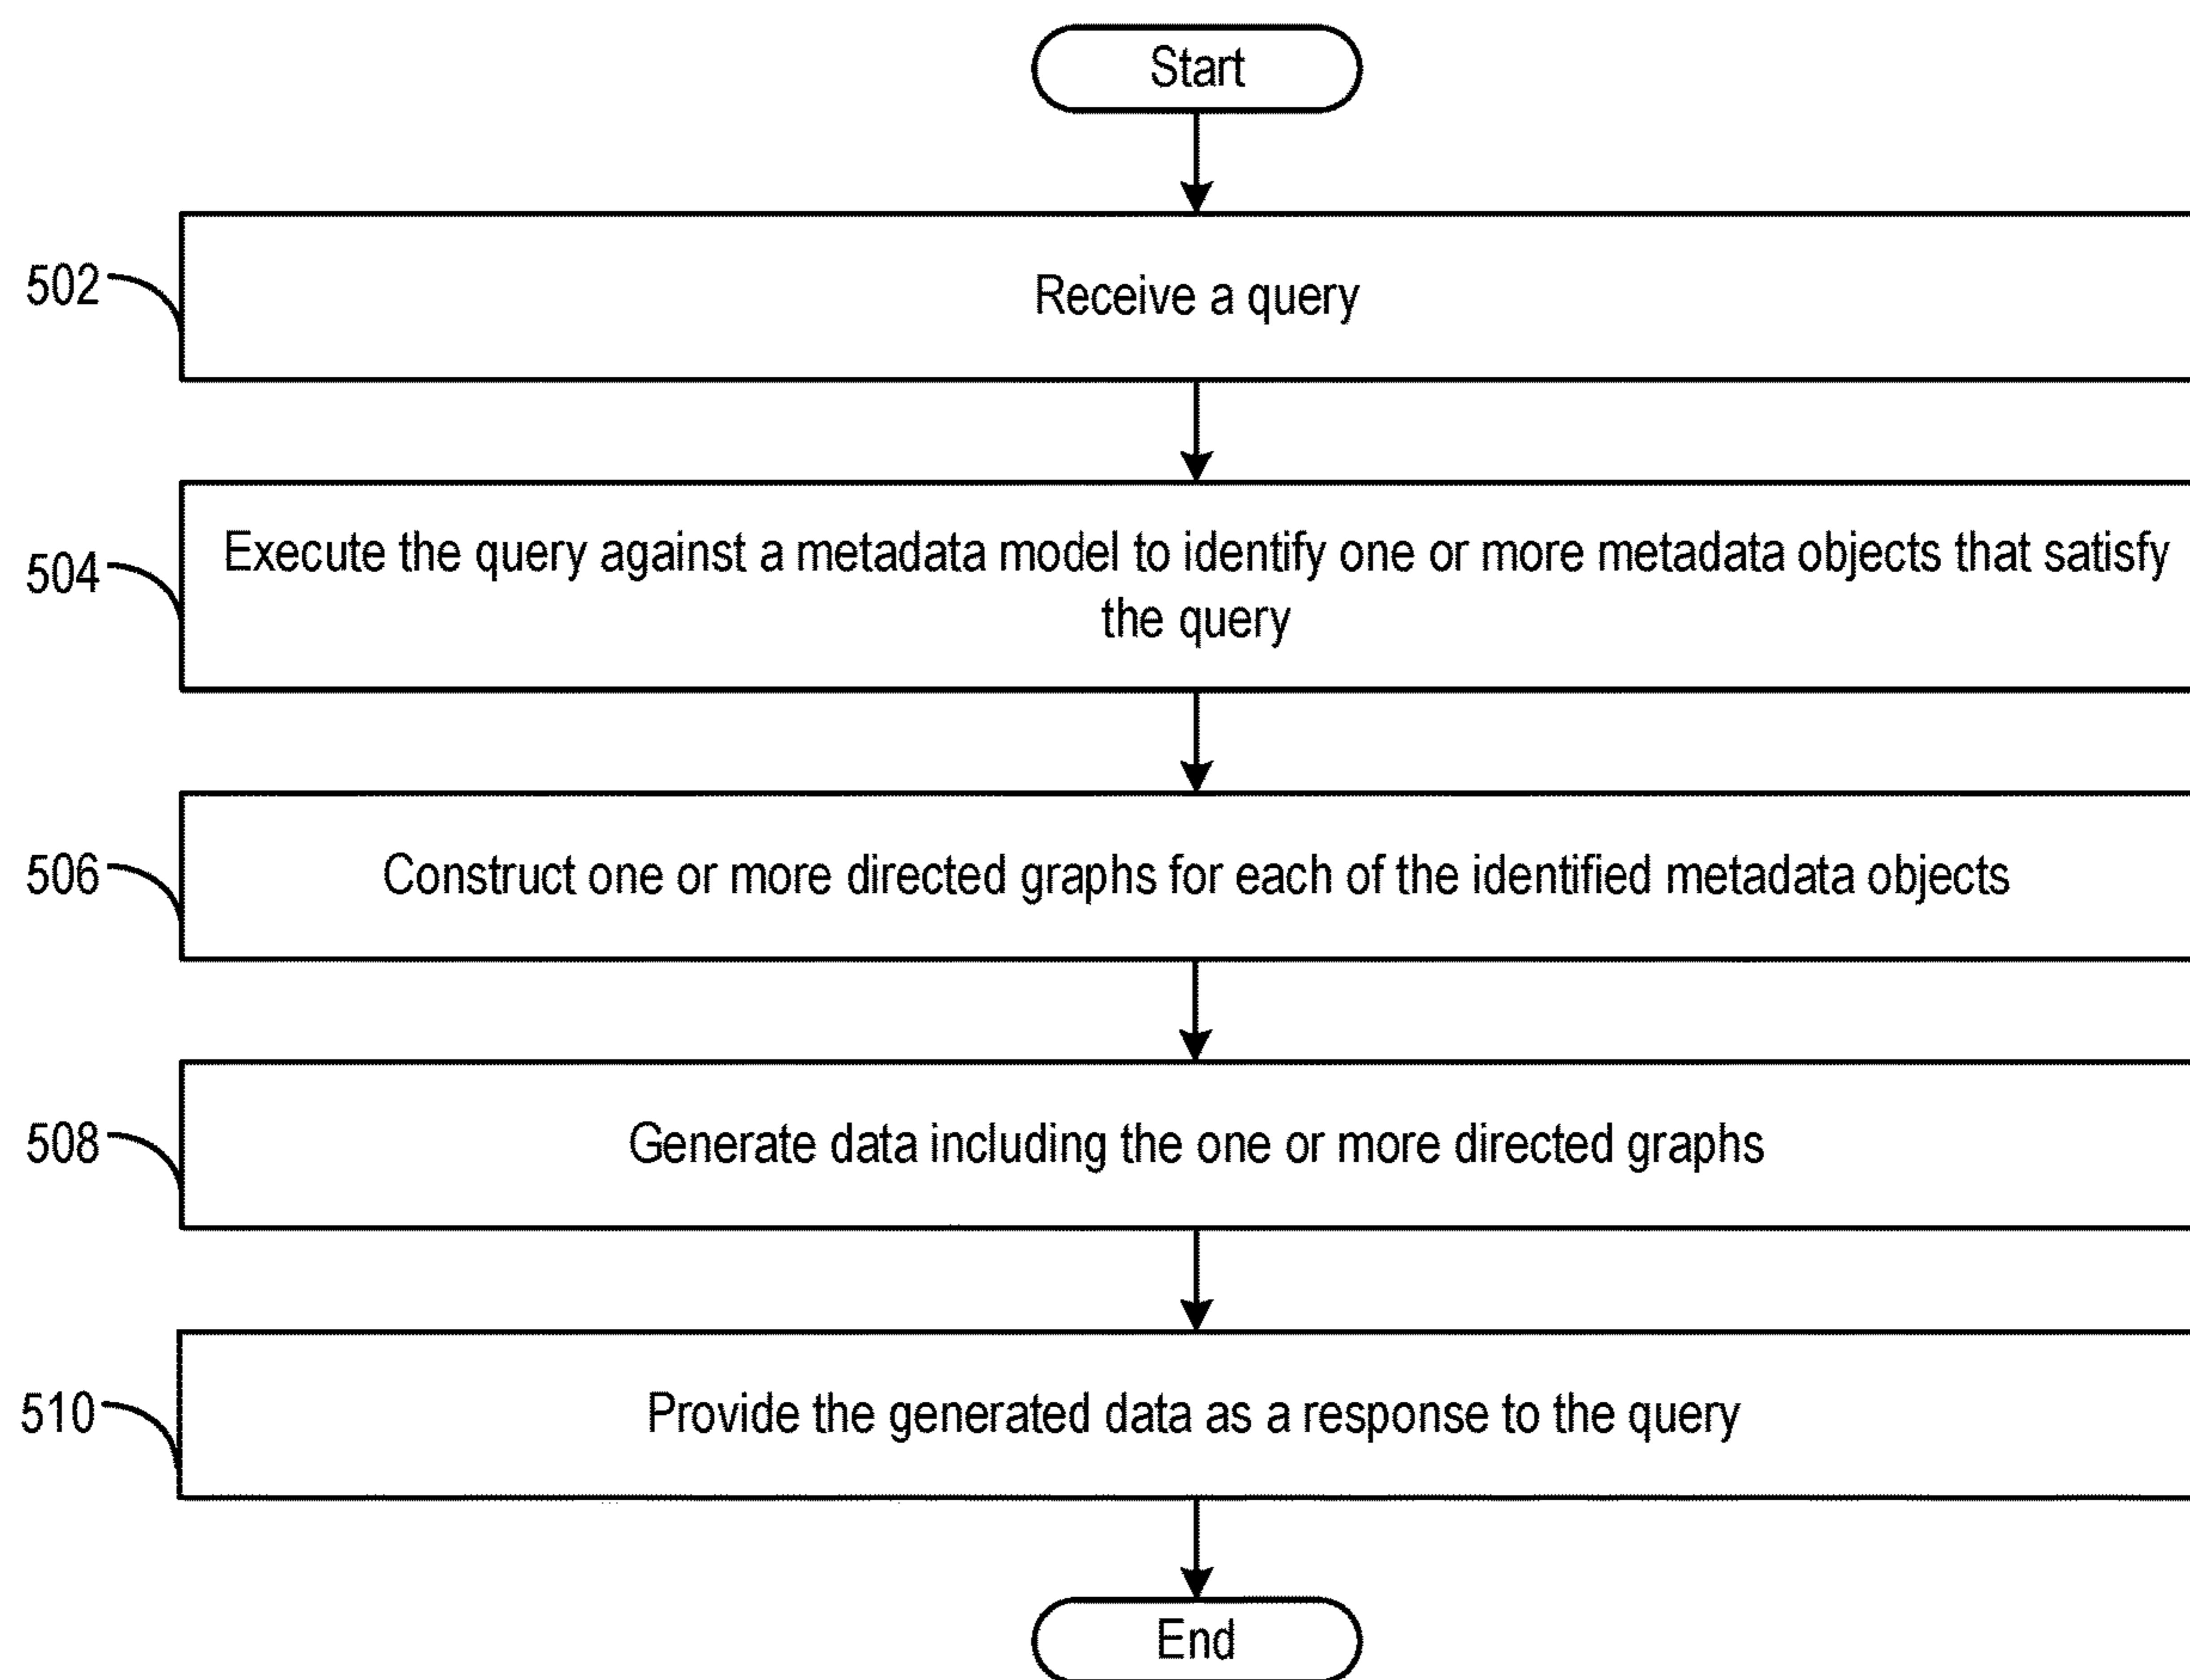 Start
502
Receive a query
504
Execute the query against a metadata model to identify one or more metadata objects that satisfy
the query
506
Construct one or more directed graphs for each of the identified metadata objects
508
Generate data including the one or more directed graphs
510
Provide the generated data as a response to the query
End